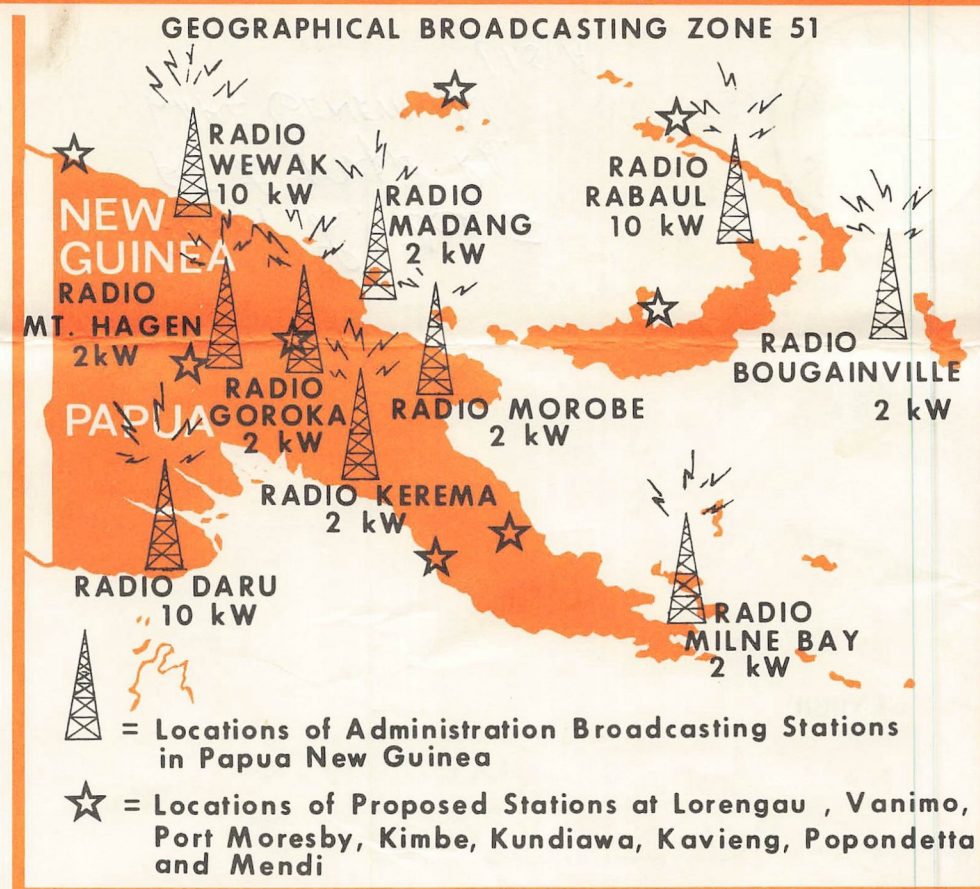 GEOGRAPHICAL BROADCASTING ZONE 51
RADIO
WEWAK
10 kW
RADIO
MADANG
2 kW
RADIO
RABAUL
10 kW
NEW
GUINEA
RADIO
MT. HAGEN
2kW
RADIO
BOUGAINVILLE
2 kW
PAPUA
RADIO
GOROKA
2 kW
RADIO MOROBE
2 kW
RADIO KEREMA
2 kW
RADIO DARU
10 kW
RADIO
MILNE BAY
2 kW
= Locations of Administration Broadcasting Stations
in Papua New Guinea
= Locations of Proposed Stations at Lorengau , Vanimo,
Port Moresby, Kimbe, Kundiawa, Kavieng, Popondetta
and Mendi